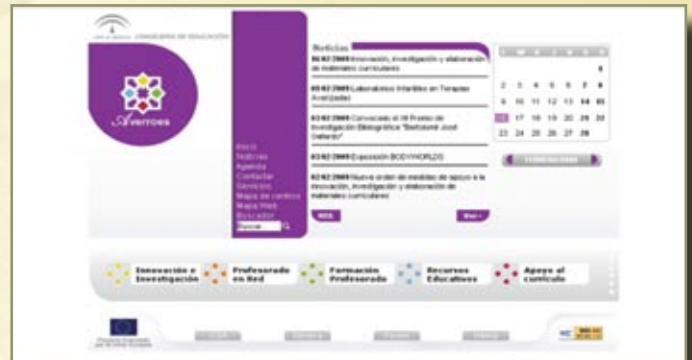 CONSEJERÍA DE EDUCACIÓN
Averroes
Inicio
Noticias
Agenda
Contactar
Servicios
Mapa de centros
Mapa Web
Buscador
Buscar
Noticias
06/02/2009 Innovación, investigación y elaboración
de materiales curriculares
05/02/2009 Laboratorios Infantiles en Terapias
Avanzadas
03/02/2009 Convocado el III Premio de
Investigación Bibliográfica "Bartolomé José
Gallardo"
03/02/2009 Exposición BODYWORLDS
02/02/2009 Nueva orden de medidas de apoyo a la
innovación, investigación y elaboración de
materiales curriculares
RSS
L M X J V S D
1
2 3 4 5 6 7 8
9 10 11 12 13 14 15
16 17 18 19 20 21 22
23 24 25 26 27 28
Innovación e
Investigación
Profesorado
en Red
Formación
Profesorado
Recursos
Educativos
Apoyo al
currículo